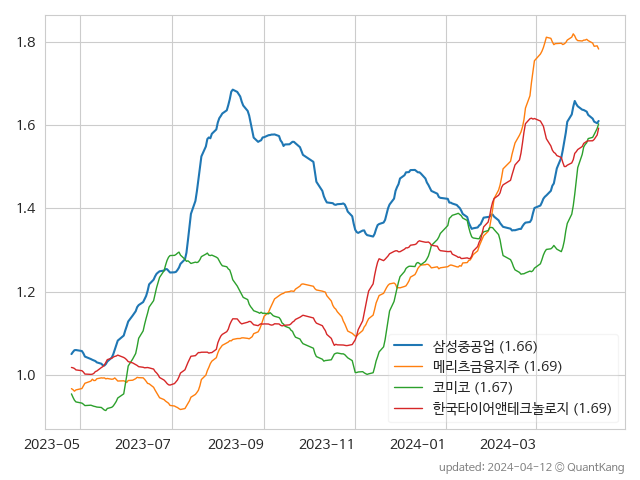 1.8
1.6
1.4
1.2
1.0
삼성중공업 (1.66)
메리츠금융지주 (1.69)
코미코 (1.67)
한국타이어앤테크놀로지 (1.69)
2023-05 2023-07 2023-09 2023-11 2024-01 2024-03
updated: 2024-04-12 © QuantKang